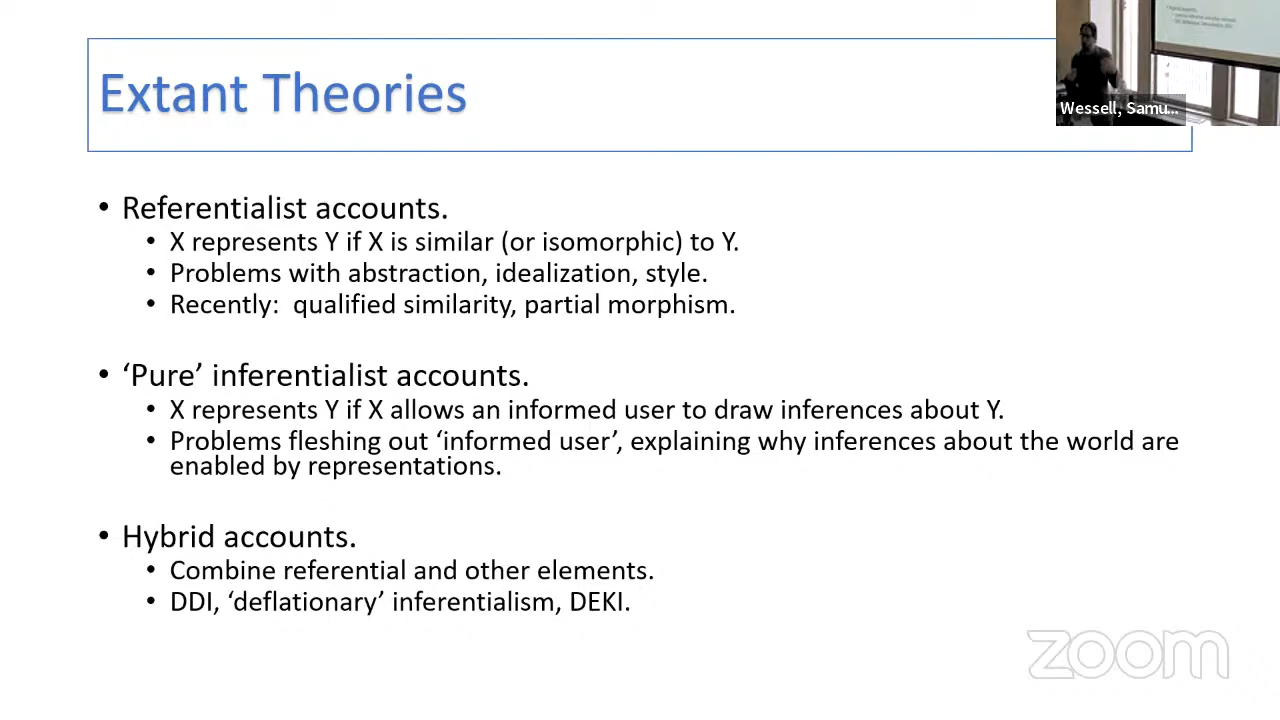 Extant Theories
Wessell, Samu...
• Referentialist accounts.
• X represents Y if X is similar (or isomorphic) to Y.
• Problems with abstraction, idealization, style.
• Recently:  qualified similarity, partial morphism.
• ‘Pure’ inferentialist accounts.
• X represents Y if X allows an informed user to draw inferences about Y.
• Problems fleshing out ‘informed user’, explaining why inferences about the world are
enabled by representations.
• Hybrid accounts.
• Combine referential and other elements.
• DDI, ‘deflationary’ inferentialism, DEKI.
zoom